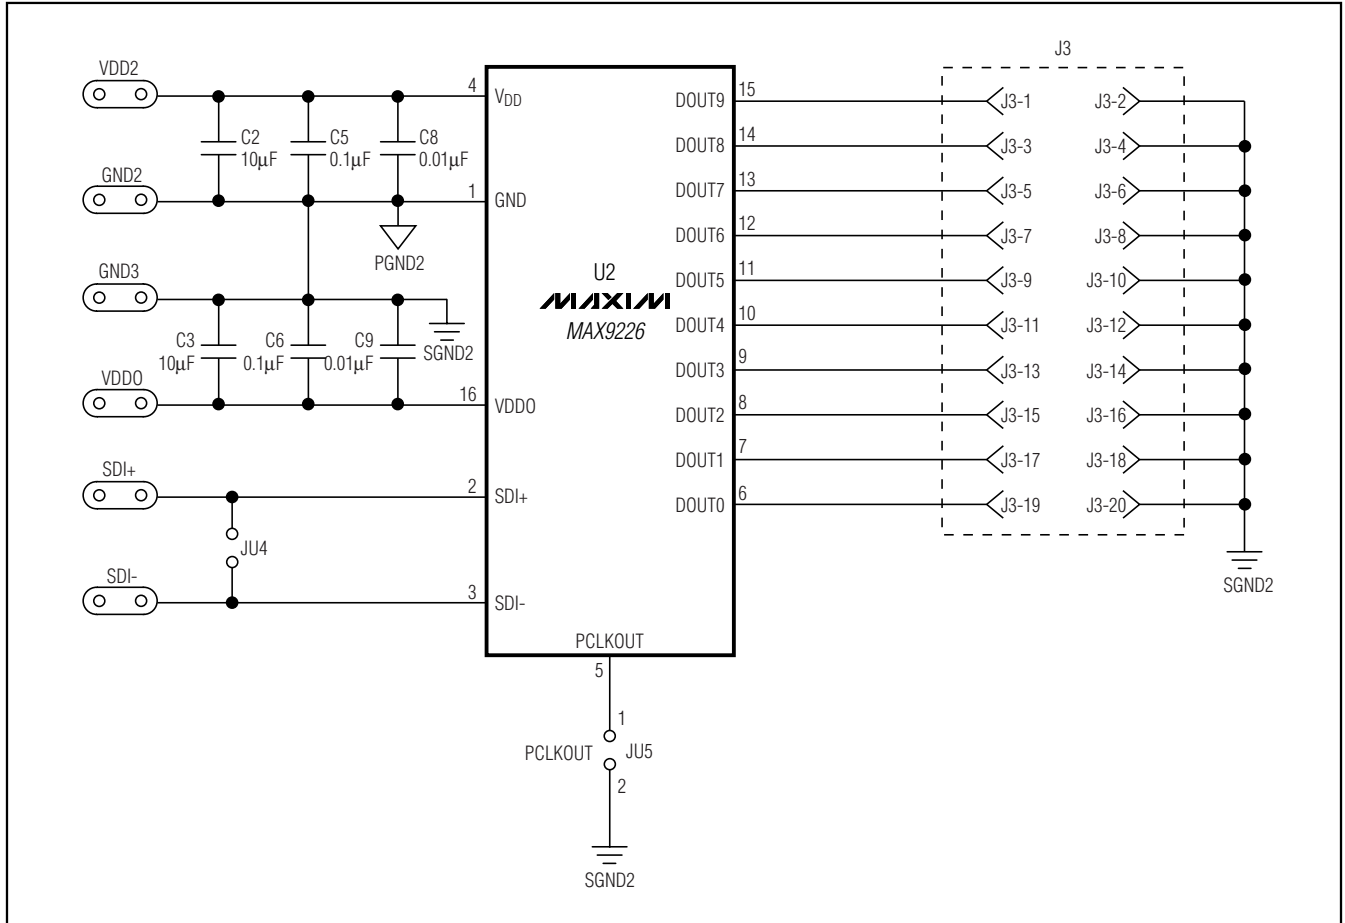 J3
VDD2
4
VDD
C2
10µF
C5
0.1µF
C8
0.01µF
GND2
1
GND
PGND2
GND3
C3
10µF
C6
0.1µF
C9
0.01µF
SGND2
VDDO
16
VDDO
SDI+
2
SDI+
JU4
SDI-
3
SDI-
U2
MAXIM
MAX9226
PCLKOUT
5
1
PCLKOUT
JU5
2
SGND2
DOUT9
15
J3-1
J3-2
DOUT8
14
J3-3
J3-4
DOUT7
13
J3-5
J3-6
DOUT6
12
J3-7
J3-8
DOUT5
11
J3-9
J3-10
DOUT4
10
J3-11
J3-12
DOUT3
9
J3-13
J3-14
DOUT2
8
J3-15
J3-16
DOUT1
7
J3-17
J3-18
DOUT0
6
J3-19
J3-20
SGND2